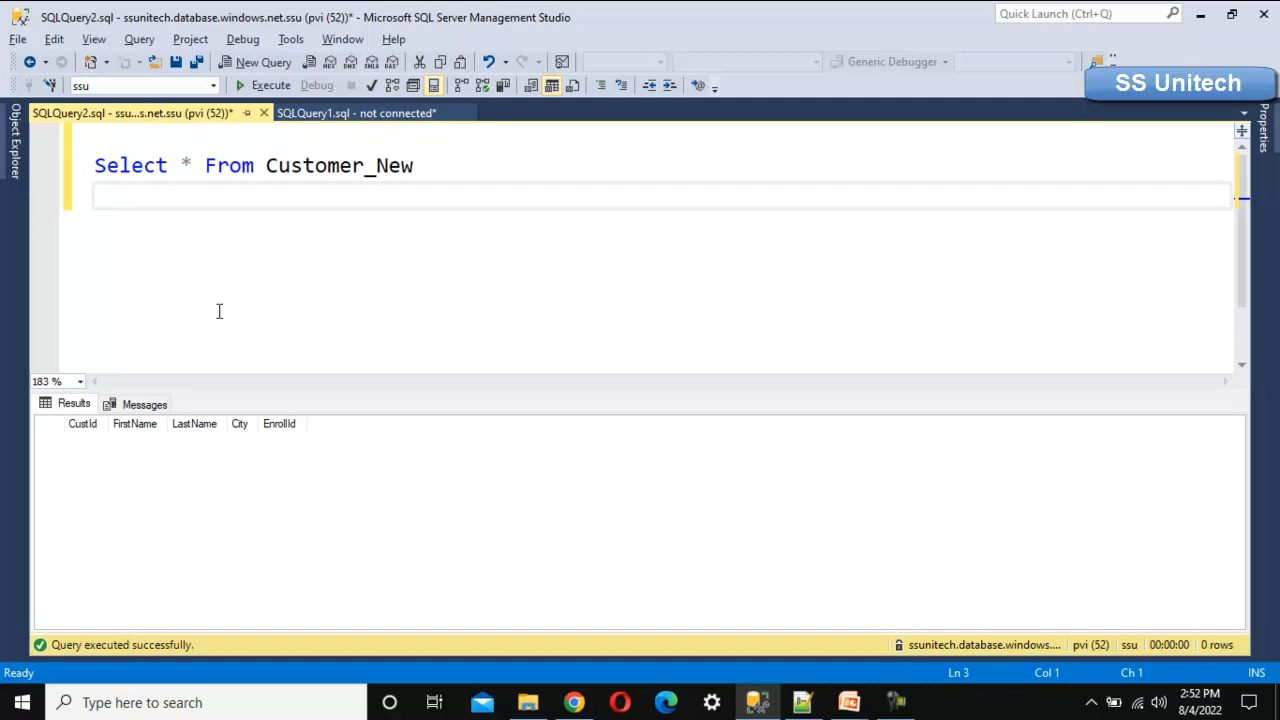 SQLQuery2.sql - ssunitech.database.windows.net.ssu (pvi (52))* - Microsoft SQL Server Management Studio
Quick Launch (Ctrl+Q)
File Edit View Query Project Debug Tools Window Help
New Query
Generic Debugger
ssu
Execute Debug
SS Unitech
SQLQuery2.sql - ssu...s.net.ssu (pvi (52))*
SQLQuery1.sql - not connected*
Object Explorer
Properties
Select * From Customer_New
183 %
Results Messages
CustId FirstName LastName City EnrolId
Query executed successfully.
ssunitech.database.windows.... pvi (52) ssu 00:00:00 0 rows
Ready Ln 3 Col 1 Ch 1 INS
Type here to search
2:52 PM
8/4/2022